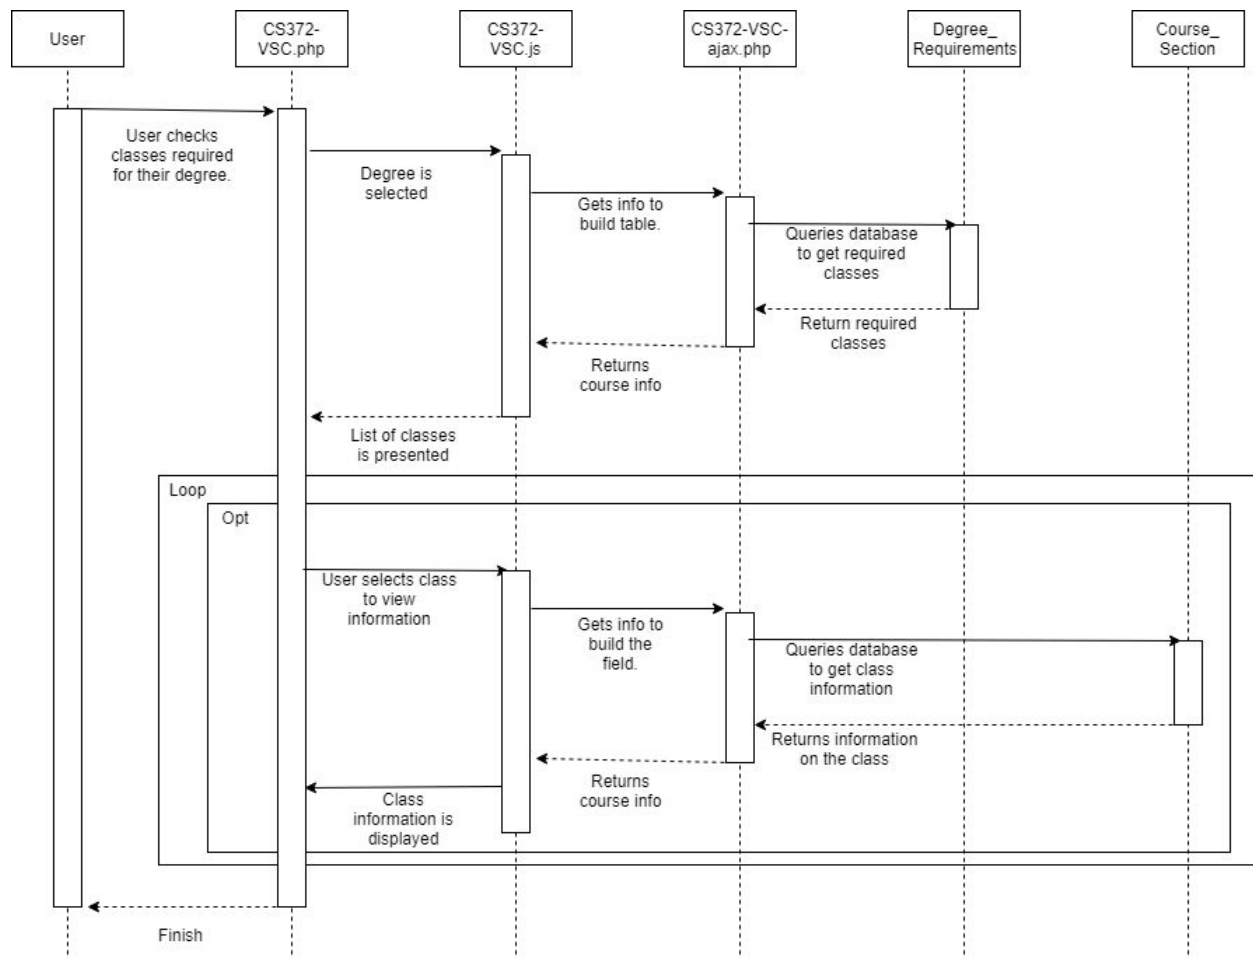 User
CS372-
VSC.php
CS372-
VSC.js
CS372-VSC-
ajax.php
Degree_
Requirements
Course_
Section
User checks
classes required
for their degree.
Degree is
selected
Gets info to
build table.
Queries database
to get required
classes
Return required
classes
Returns
course info
List of classes
is presented
Loop
Opt
User selects class
to view
information
Gets info to
build the
field.
Queries database
to get class
information
Returns information
on the class
Returns
course info
Class
information is
displayed
Finish